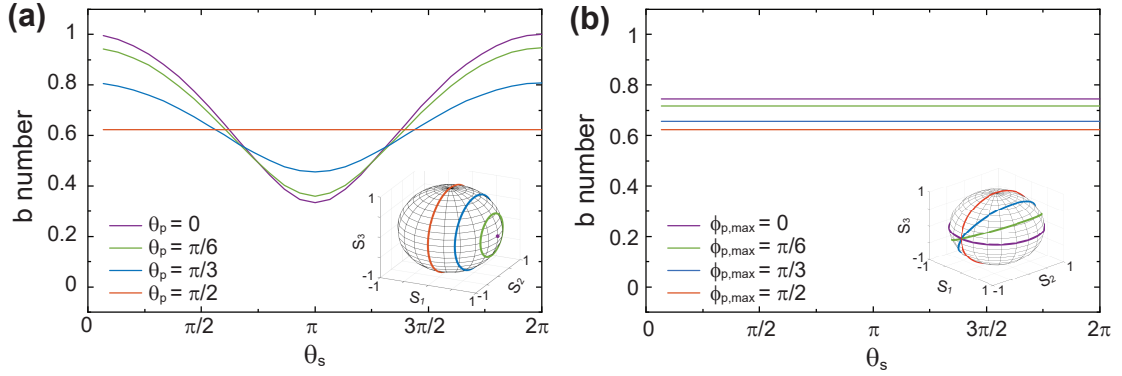 (a)
b number
1
0.8
0.6
0.4
0.2
0
θp = 0
θp = π/6
θp = π/3
θp = π/2
1
S3
-1
-1
S1
1
-1
S2
1
0
π/2
π
3π/2
2π
θs
(b)
b number
1
0.8
0.6
0.4
0.2
0
ϕp,max = 0
ϕp,max = π/6
ϕp,max = π/3
ϕp,max = π/2
1
S3
-1
-1
S1
1
-1
S2
1
0
π/2
π
3π/2
2π
θs